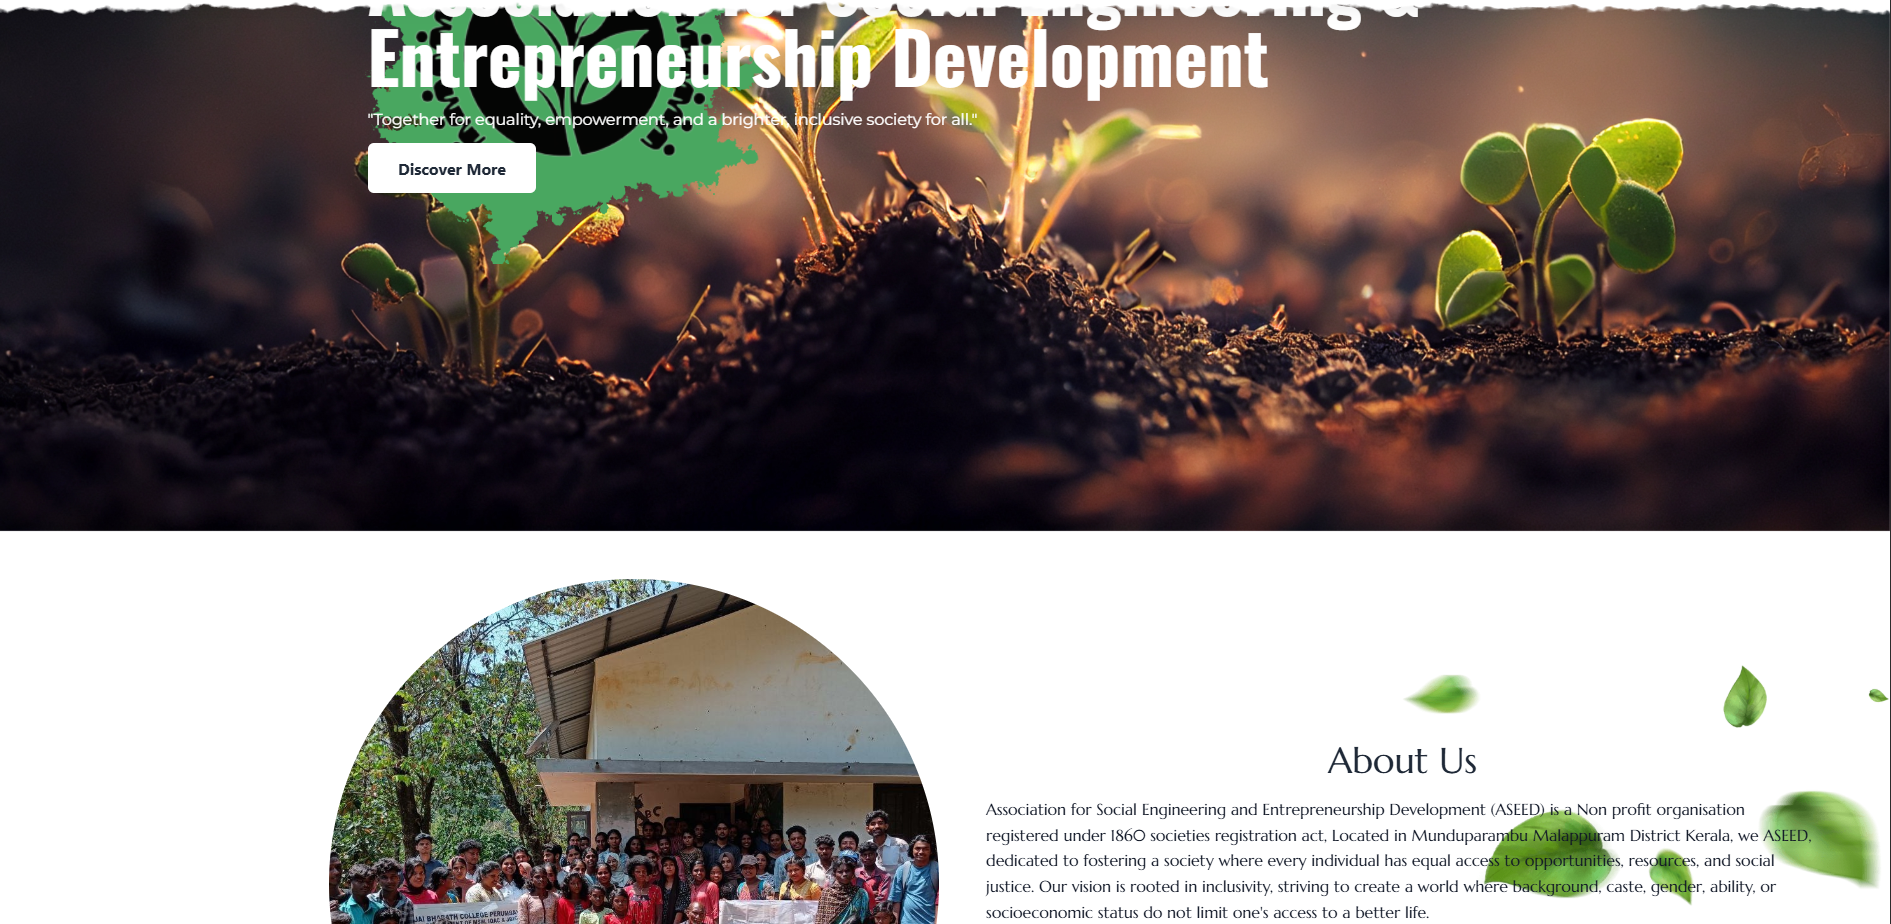 Association for Social Engineering &
Entrepreneurship Development
"Together for equality, empowerment, and a brighter, inclusive society for all."
Discover More
About Us
Association for Social Engineering and Entrepreneurship Development (ASEED) is a Non profit organisation
registered under 1860 societies registration act, Located in Munduparambu Malappuram District Kerala, we ASEED,
dedicated to fostering a society where every individual has equal access to opportunities, resources, and social
justice. Our vision is rooted in inclusivity, striving to create a world where background, caste, gender, ability, or
socioeconomic status do not limit one's access to a better life.
JAI BHARATH COLLEGE